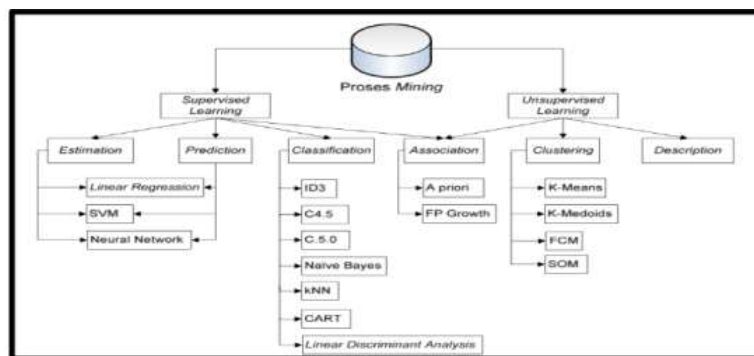 Proses Mining
Supervised
Learning
Unsupervised
Learning
Estimation
Prediction
Classification
Association
Clustering
Description
Linear Regression
SVM
Neural Network
ID3
C4.5
C.5.0
Naïve Bayes
kNN
CART
Linear Discriminant Analysis
A priori
FP Growth
K-Means
K-Medoids
FCM
SOM